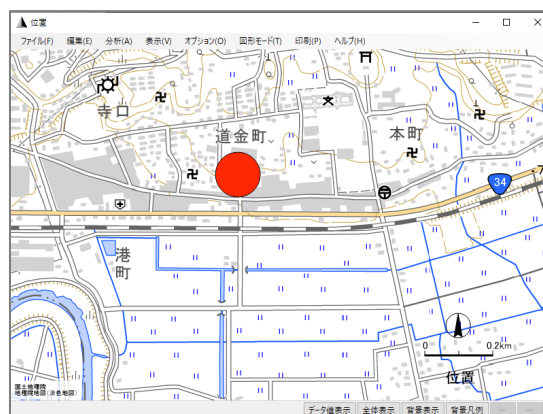 位置
ファイル(F) 編集(E) 分析(A) 表示(V) オプション(O) 図形モード(T) 印刷(P) ヘルプ(H)
寺口
道金町
本町
34
7
港町
0 0.2km
位置
国土地理院
地理院地図(淡色地図)
データ値表示 全体表示 背景表示 背景凡例 ... ...